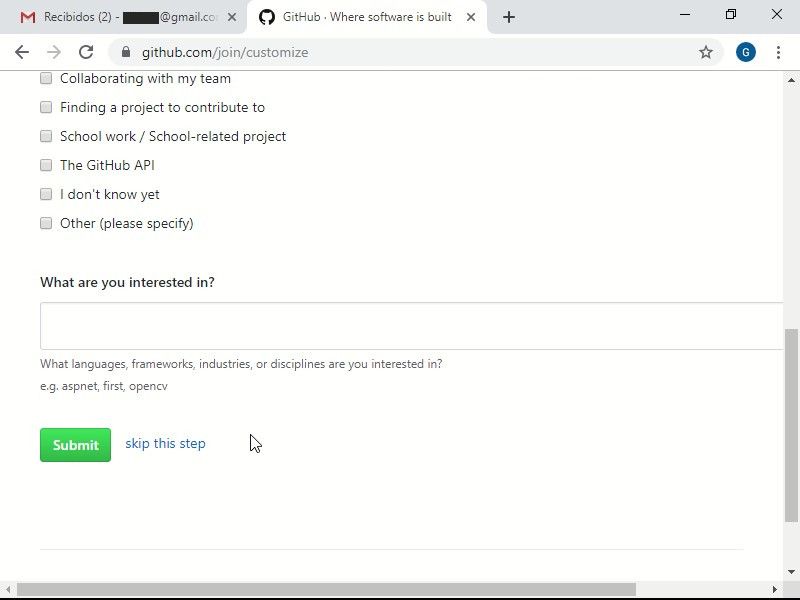 Recibidos (2) - @gmail.co
GitHub · Where software is built
github.com/join/customize
G
Collaborating with my team
Finding a project to contribute to
School work / School-related project
The GitHub API
I don't know yet
Other (please specify)
What are you interested in?
What languages, frameworks, industries, or disciplines are you interested in?
e.g. aspnet, first, opencv
Submit
skip this step